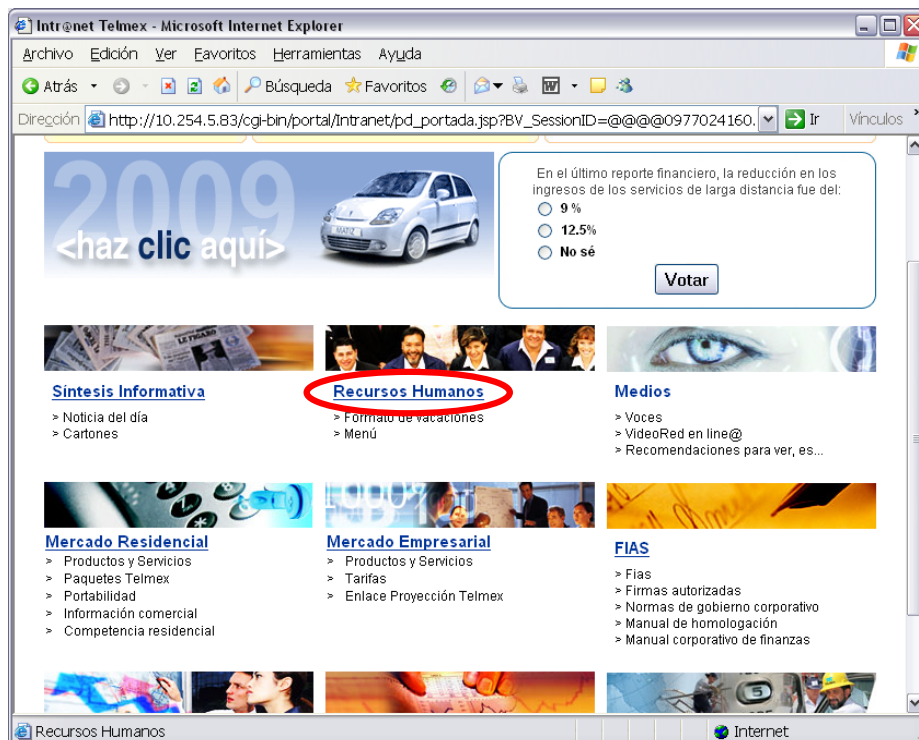 Intr@net Telmex - Microsoft Internet Explorer
Archivo Edición Ver Favoritos Herramientas Ayuda
Atrás Búsqueda Favoritos
Dirección http://10.254.5.83/cgi-bin/portal/Intranet/pd_portada.jsp?BV_SessionID=@@@@0977024160. Ir Vínculos
2009
<haz clic aquí>
MATIZ
En el último reporte financiero, la reducción en los
ingresos de los servicios de larga distancia fue del:
9 %
12.5%
No sé
Votar
LE FIGARO
Síntesis Informativa
> Noticia del día
> Cartones
Recursos Humanos
> Formato de vacaciones
> Menú
Medios
> Voces
> VideoRed en line@
> Recomendaciones para ver, es...
Mercado Residencial
> Productos y Servicios
> Paquetes Telmex
> Portabilidad
> Información comercial
> Competencia residencial
Mercado Empresarial
> Productos y Servicios
> Tarifas
> Enlace Proyección Telmex
FIAS
> Fias
> Firmas autorizadas
> Normas de gobierno corporativo
> Manual de homologación
> Manual corporativo de finanzas
5
Recursos Humanos Internet